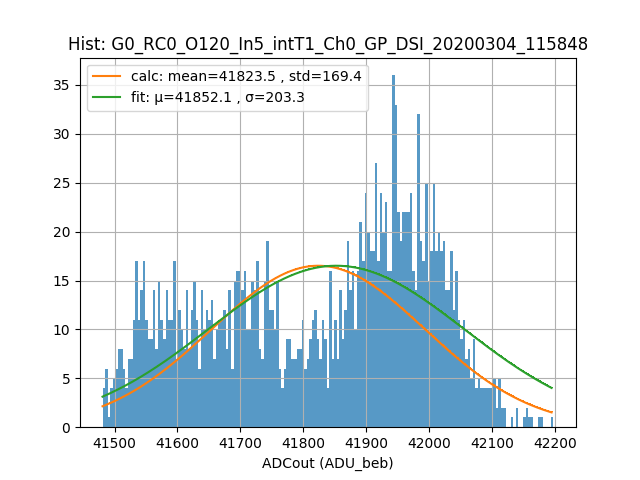 Hist: G0_RC0_O120_In5_intT1_Ch0_GP_DSI_20200304_115848
calc: mean=41823.5 , std=169.4
fit: μ=41852.1 , σ=203.3
35
30
25
20
15
10
5
0
41500 41600 41700 41800 41900 42000 42100 42200
ADCout (ADU_beb)